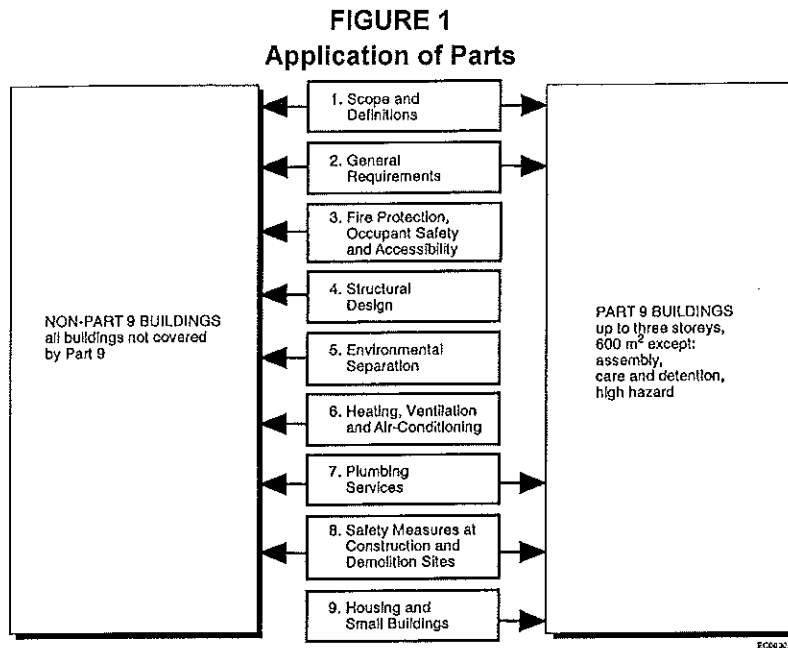 FIGURE 1
Application of Parts
NON-PART 9 BUILDINGS
all buildings not covered
by Part 9
1. Scope and
Definitions
2. General
Requirements
3. Fire Protection,
Occupant Safety
and Accessibility
4. Structural
Design
5. Environmental
Separation
6. Heating, Ventilation
and Air-Conditioning
7. Plumbing
Services
8. Safety Measures at
Construction and
Demolition Sites
9. Housing and
Small Buildings
PART 9 BUILDINGS
up to three storeys,
600 m² except:
assembly,
care and detention,
high hazard